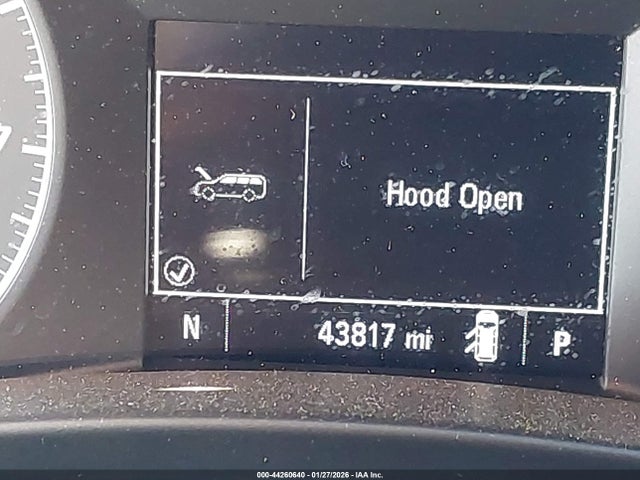 Hood Open
N
43817 mi
P
000-44260640 - 01/27/2026 - IAA Inc.